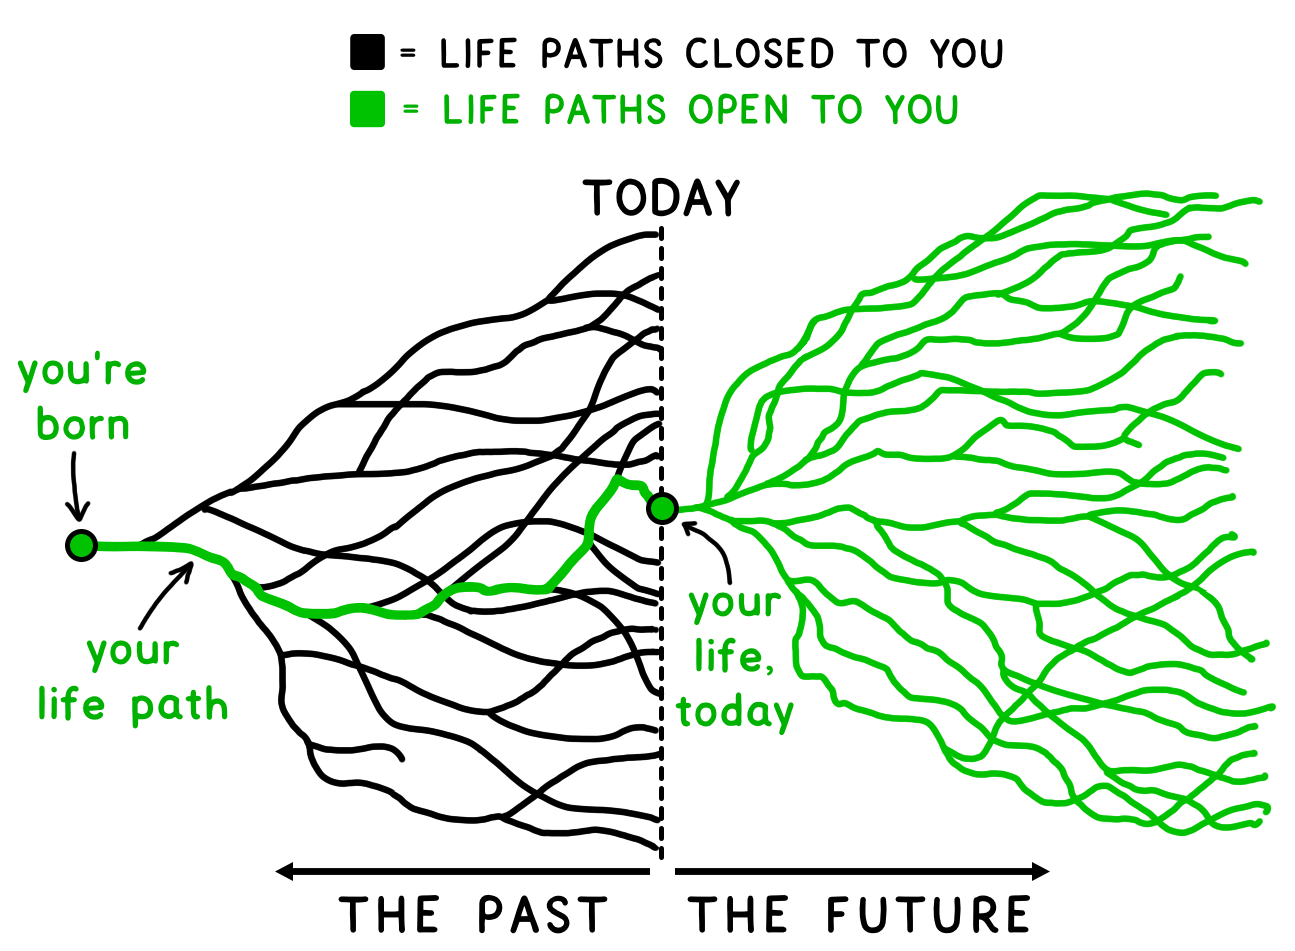 = LIFE PATHS CLOSED TO YOU
= LIFE PATHS OPEN TO YOU
TODAY
you're
born
your
life path
your
life,
today
THE PAST
THE FUTURE